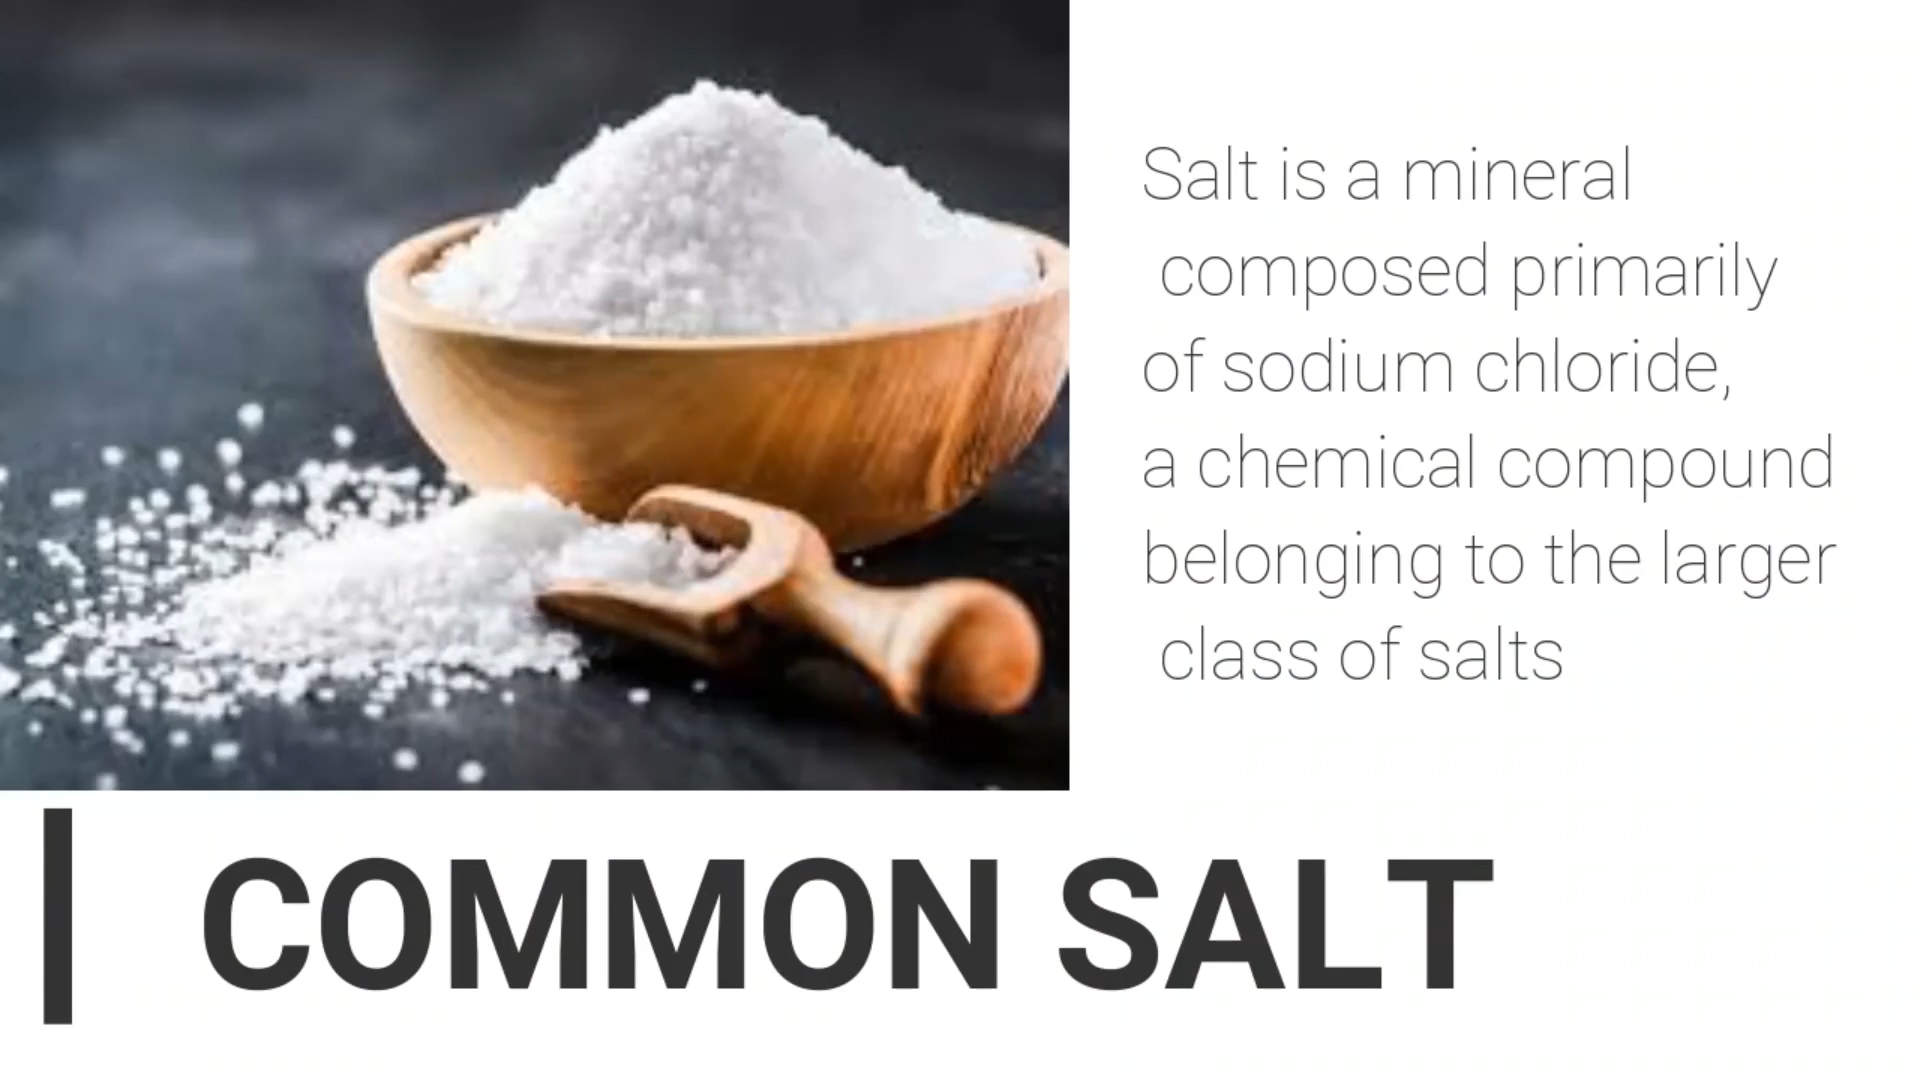 Salt is a mineral
composed primarily
of sodium chloride,
a chemical compound
belonging to the larger
class of salts
COMMON SALT